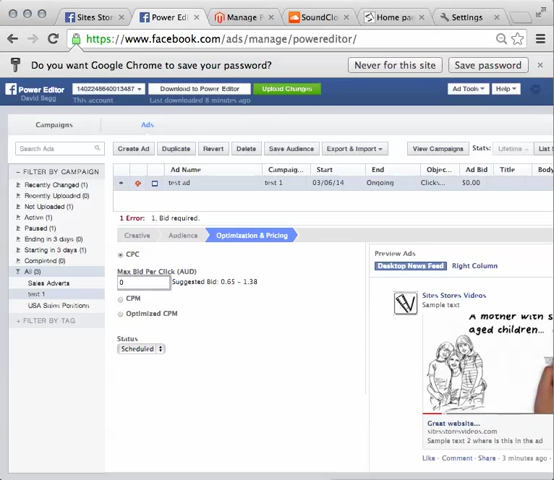 Sites Stor
Power Edi
Manage P
SoundClo
Home pag
Settings
https://www.facebook.com/ads/manage/powereditor/
Do you want Google Chrome to save your password?
Never for this site
Save password
Power Editor
David Bagg
1402248640013487
This account
Download to Power Editor
Last downloaded 8 minutes ago
Upload Changes
Ad Tools
Help
Campaigns
Ads
Search Ads
Create Ad
Duplicate
Revert
Delete
Save Audience
Export & Import
View Campaigns
Stats:
Lifetime
List S
FILTER BY CAMPAIGN
Recently Changed (1)
Recently Uploaded (0)
Not Uploaded (1)
Active (1)
Paused (1)
Ending in 3 days (0)
Starting in 3 days (1)
Completed (0)
All (3)
Sales Adverts
test 1
USA Sales Positions
FILTER BY TAG
Ad Name
Campaig...
Start
End
Objec...
Ad Bid
Title
Body
test ad
test 1
03/06/14
Ongoing
Clicks...
$0.00
1 Error: 1. Bid required.
Creative
Audience
Optimization & Pricing
CPC
Max Bid Per Click (AUD)
0
Suggested Bid: 0.65 – 1.38
CPM
Optimized CPM
Status
Scheduled
Preview Ads
Desktop News Feed
Right Column
Sites Stores Videos
Sample text
A mother with s
aged children...
Great website...
sitesstoresvideos.com
Sample text 2 where is this in the ad
Like · Comment · Share · 3 minutes ago